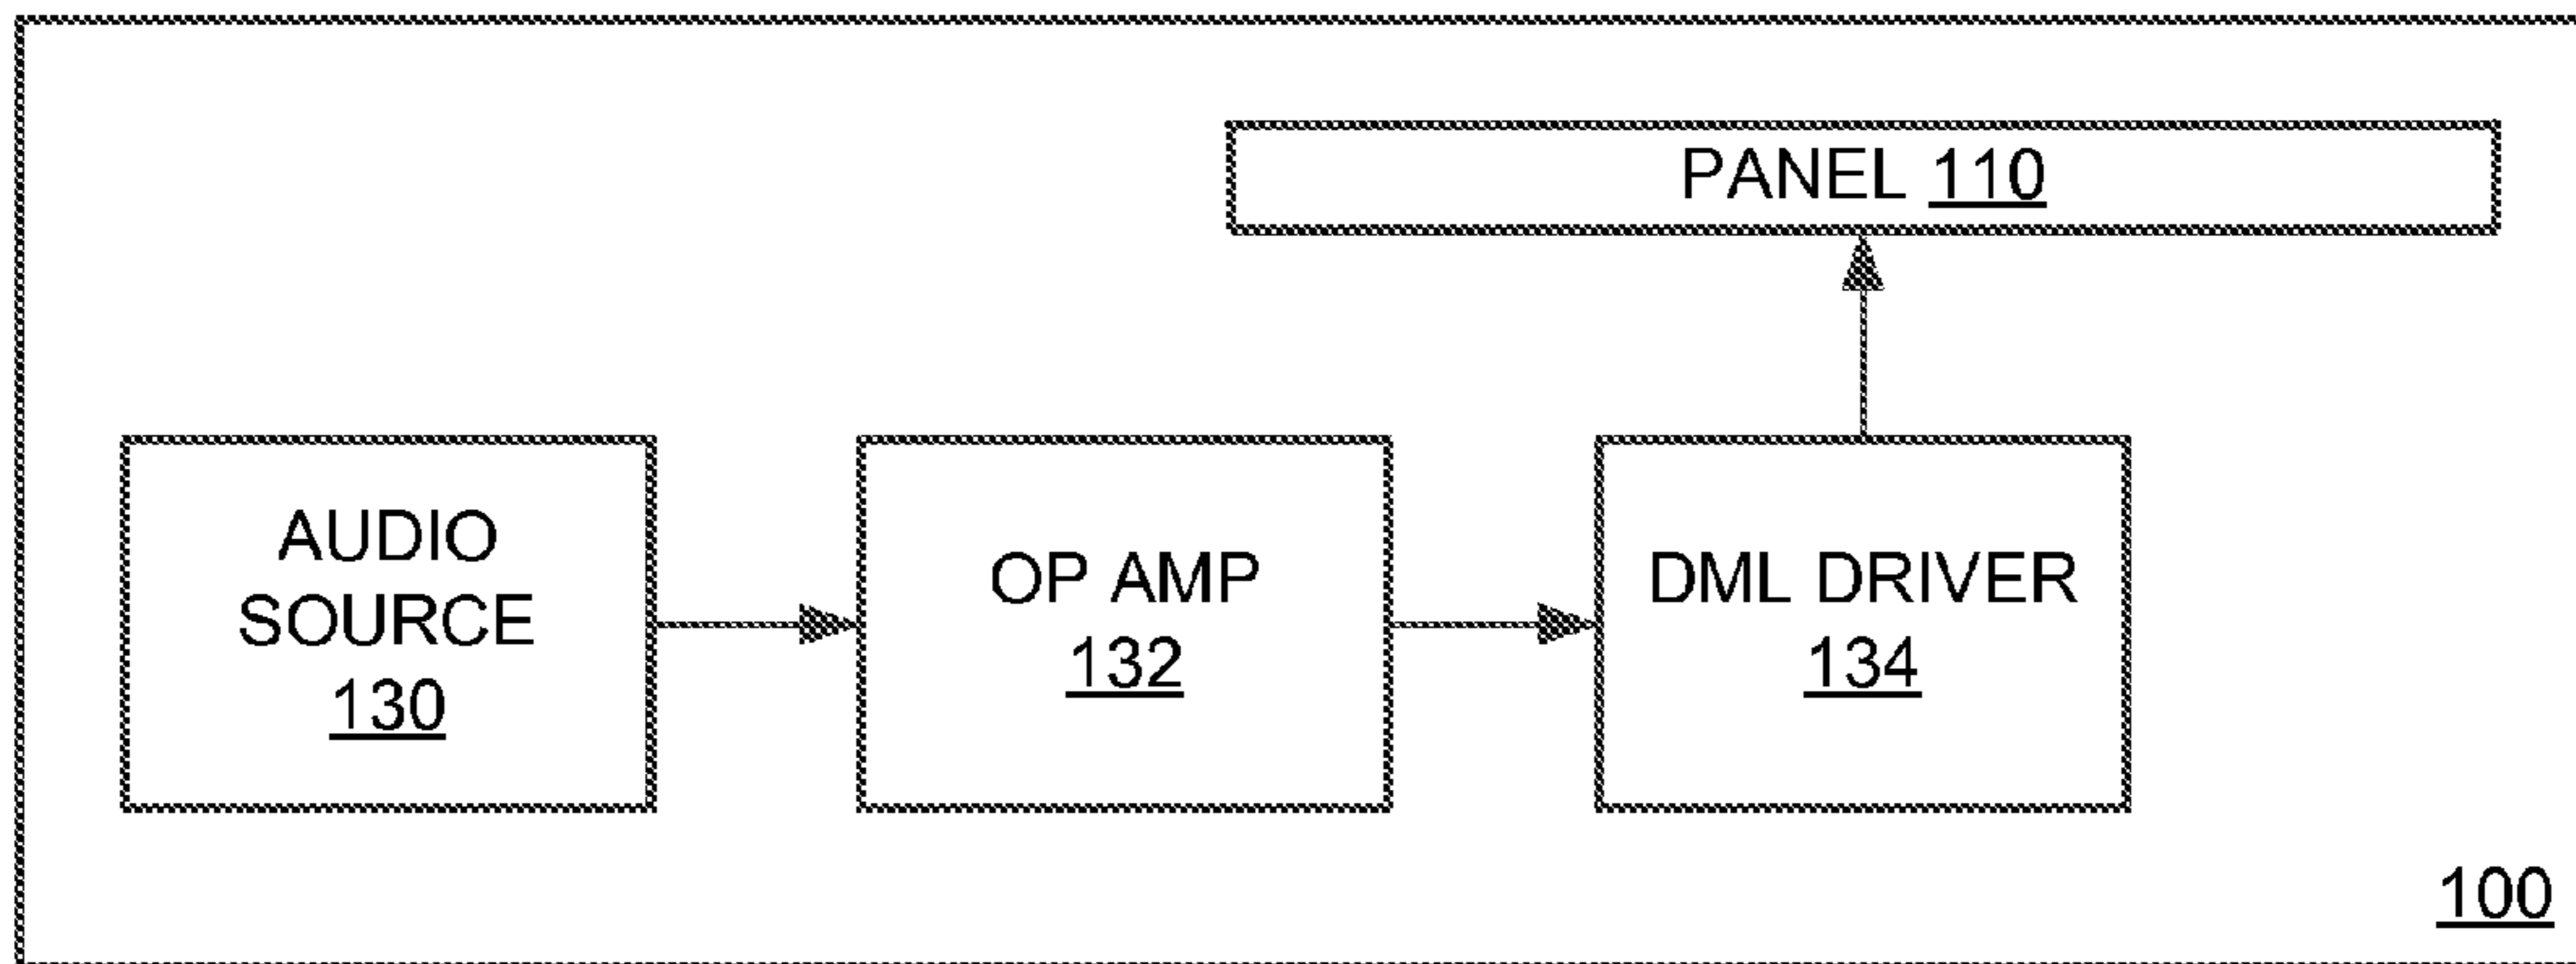 PANEL 110
AUDIO
SOURCE
130
OP AMP
132
DML DRIVER
134
100